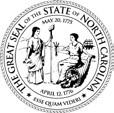 THE GREAT SEAL OF THE STATE OF NORTH CAROLINA
MAY 20, 1775
APRIL 12, 1776
ESSE QUAM VIDERI